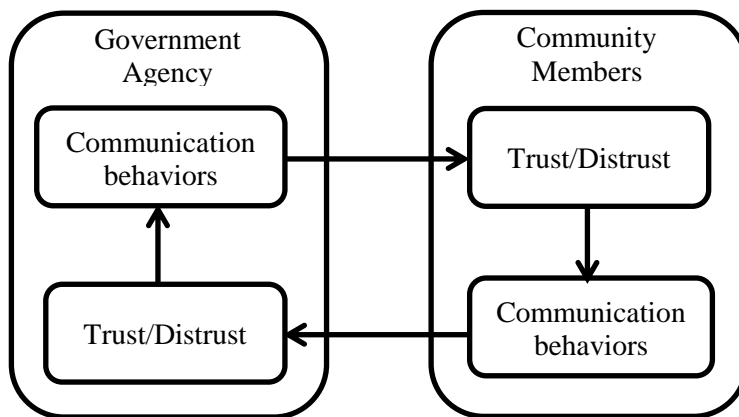 Government
Agency
Communication
behaviors
Trust/Distrust
Community
Members
Trust/Distrust
Communication
behaviors